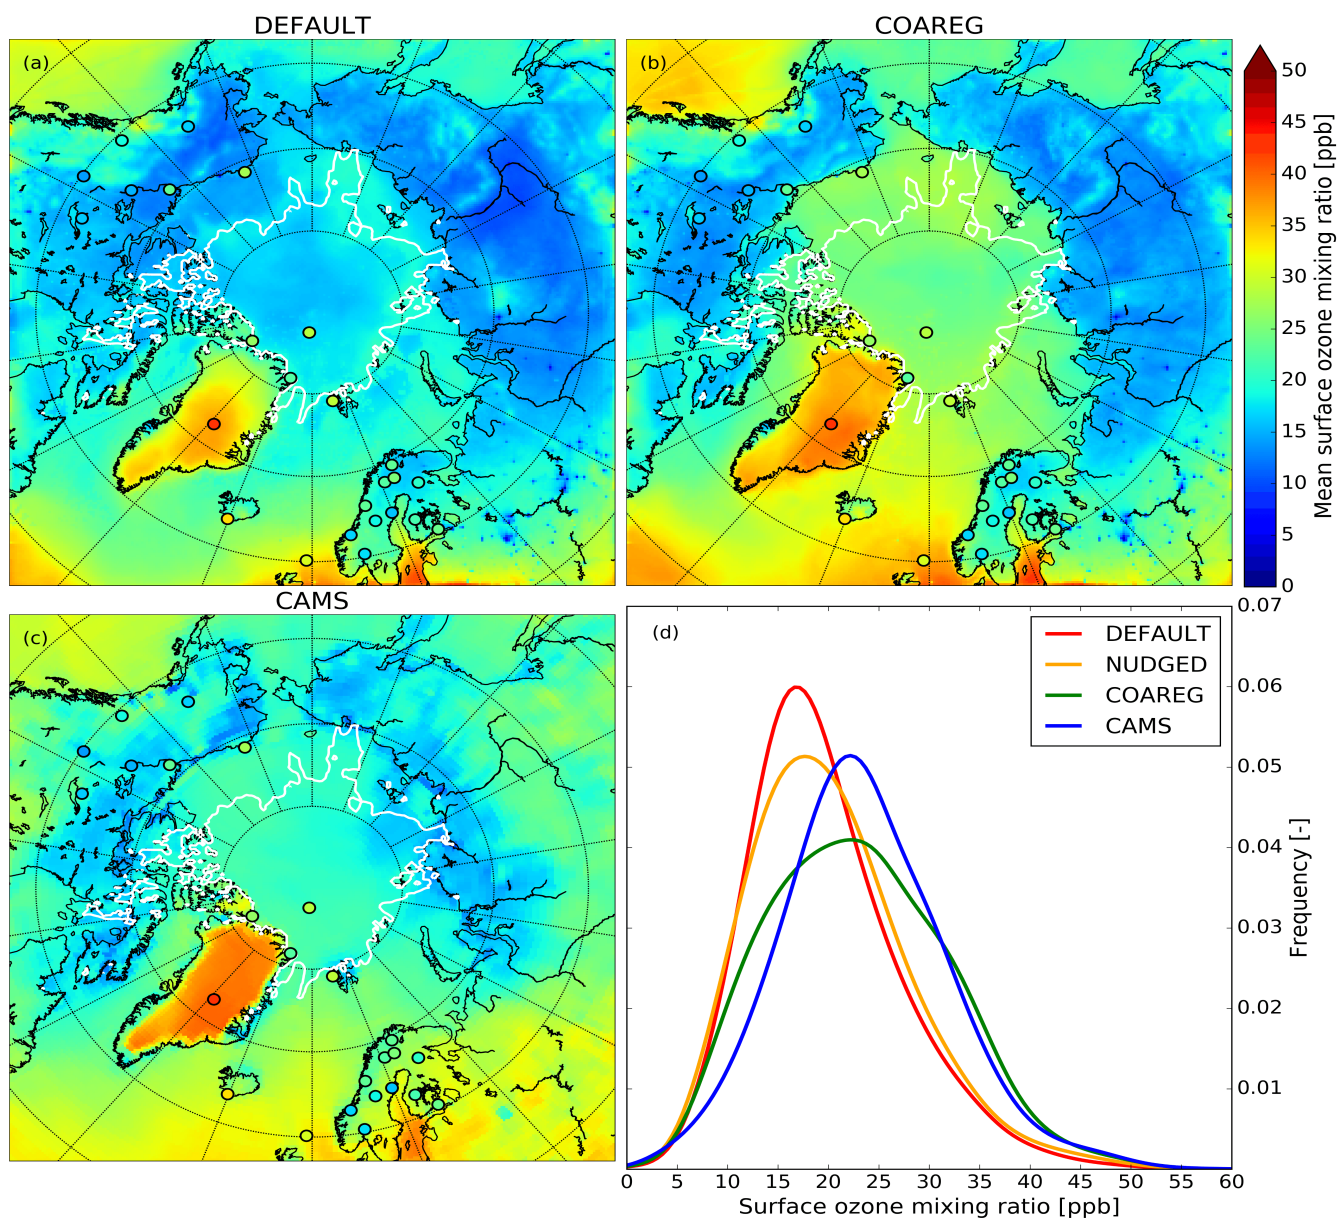 DEFAULT
COAREG
(a)
(b)
50
45
40
35
30
25
20
15
10
5
0
Mean surface ozone mixing ratio [ppb]
CAMS
(c)
(d)
DEFAULT
NUDGED
COAREG
CAMS
0.07
0.06
0.05
0.04
0.03
0.02
0.01
Frequency [-]
0 5 10 15 20 25 30 35 40 45 50 55 60
Surface ozone mixing ratio [ppb]